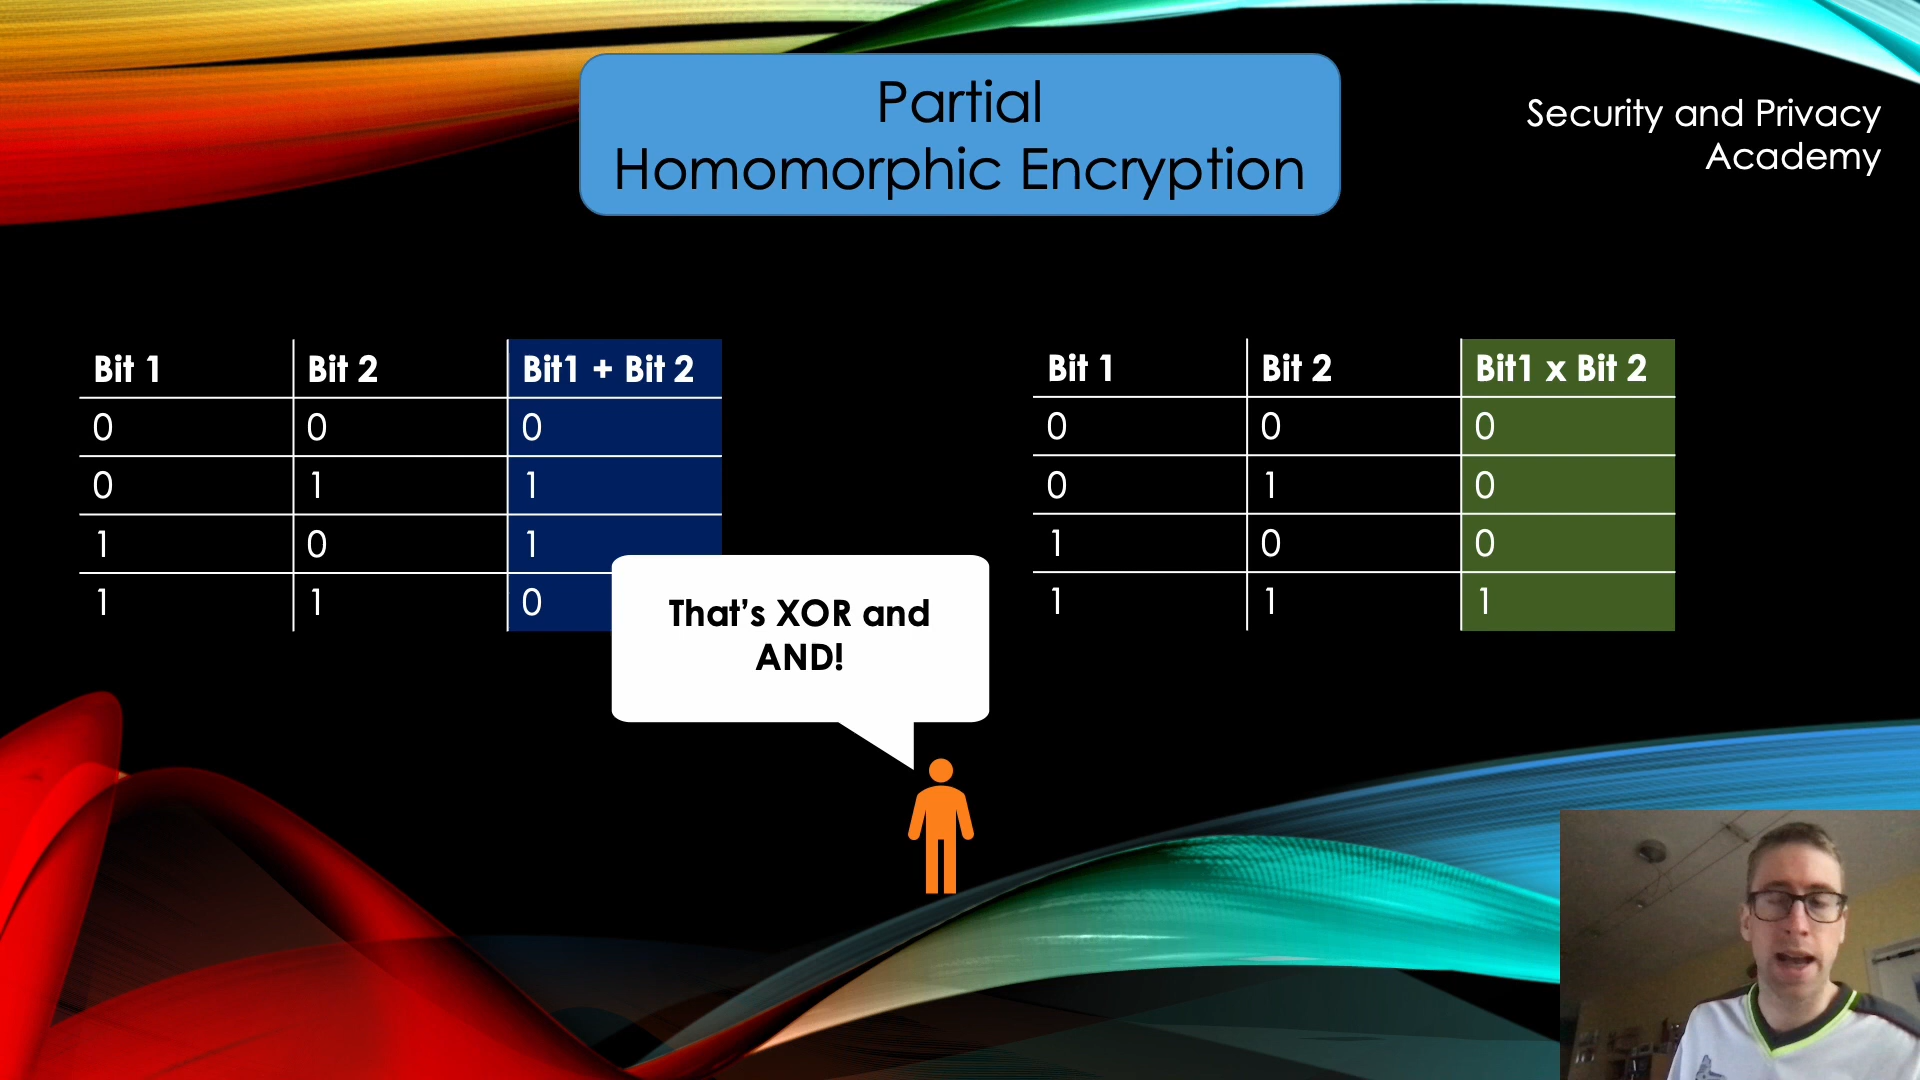 Partial
Homomorphic Encryption
Security and Privacy
Academy
Bit 1 Bit 2 Bit1 + Bit 2
0 0 0
0 1 1
1 0 1
1 1 0
Bit 1 Bit 2 Bit1 x Bit 2
0 0 0
0 1 0
1 0 0
1 1 1
That's XOR and
AND!